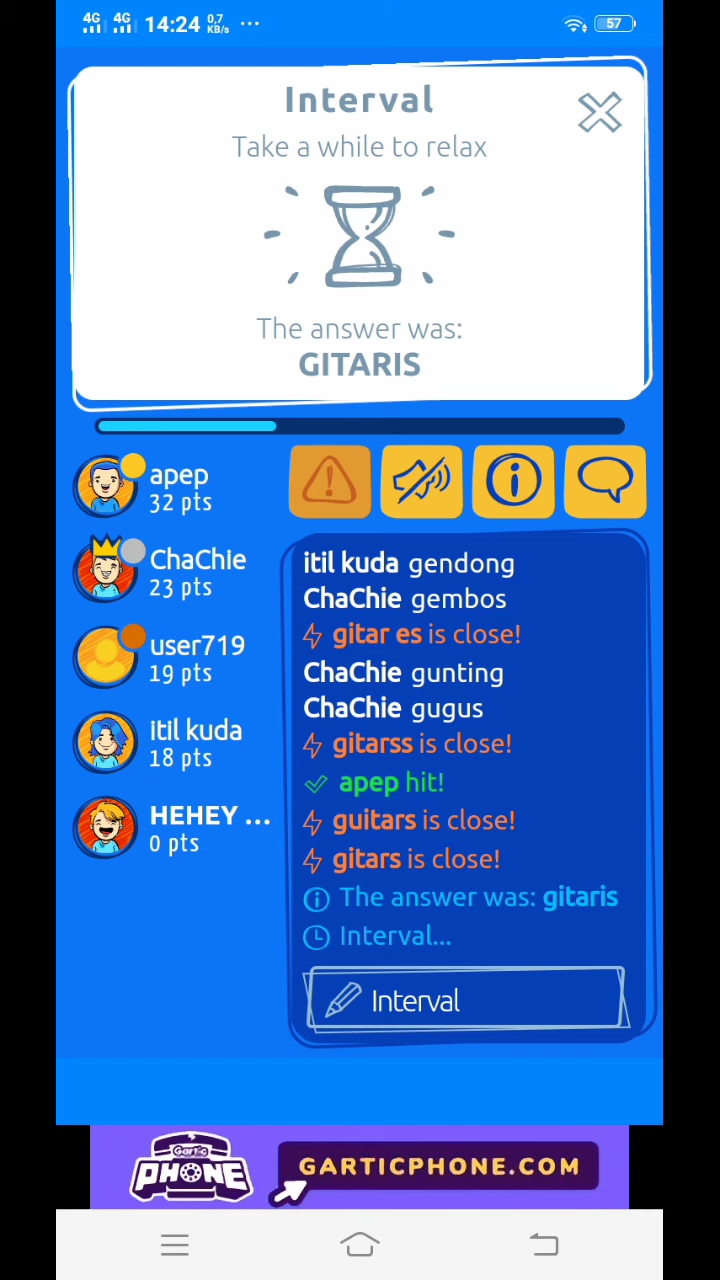 4G 4G 14:24 0,7 KB/s ... 57
Interval
Take a while to relax
The answer was:
GITARIS
apep
32 pts
ChaChie
23 pts
user719
19 pts
itil kuda
18 pts
HEHEY ...
0 pts
itil kuda gendong
ChaChie gembos
gitar es is close!
ChaChie gunting
ChaChie gugus
gitarss is close!
apep hit!
guitars is close!
gitars is close!
The answer was: gitaris
Interval...
Interval
Gartic
PHONE
GARTICPHONE.COM